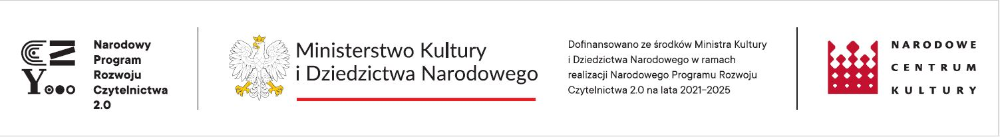 CZ
Y...
Narodowy
Program
Rozwoju
Czytelnictwa
2.0
Ministerstwo Kultury
i Dziedzictwa Narodowego
Dofinansowano ze środków Ministra Kultury
i Dziedzictwa Narodowego w ramach
realizacji Narodowego Programu Rozwoju
Czytelnictwa 2.0 na lata 2021–2025
NARODOWE
CENTRUM
KULTURY